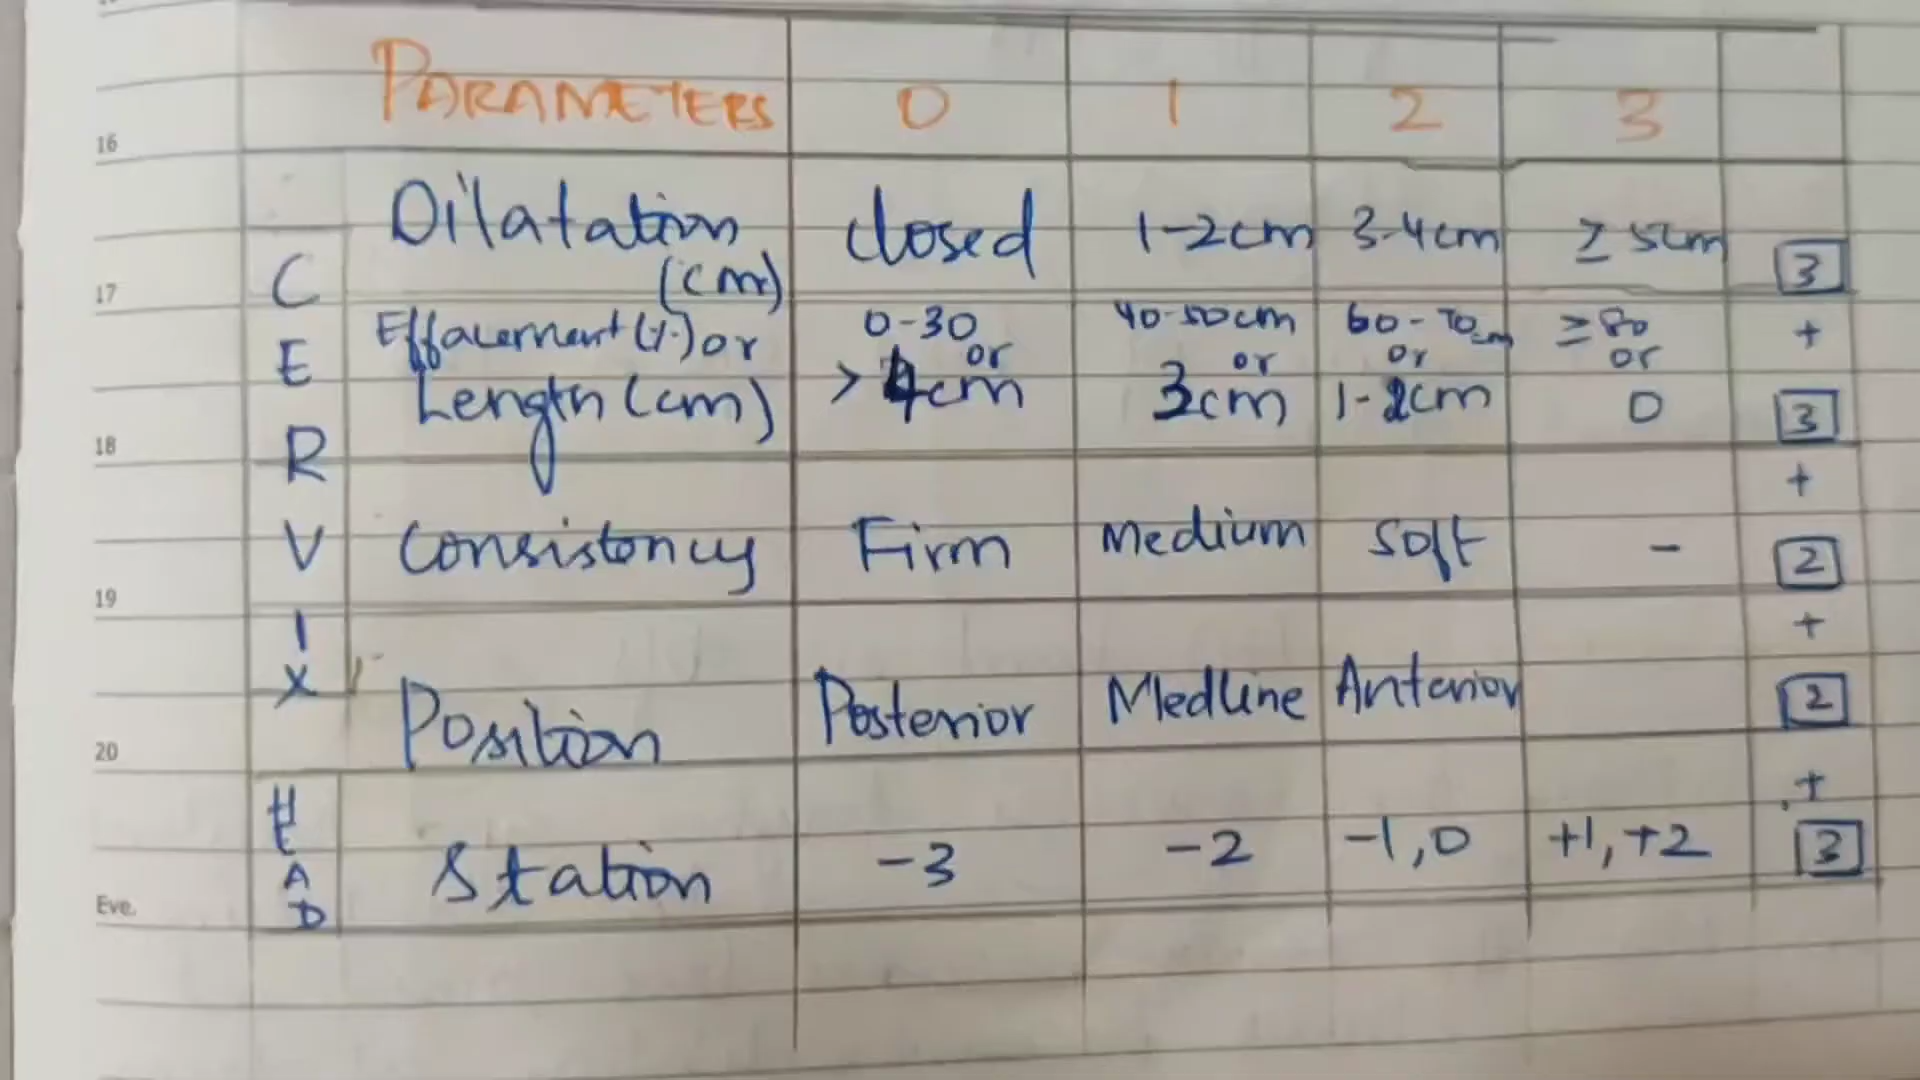 PARAMETERS 0 1 2 3
16
Dilatation (cm) closed 1-2cm 3-4cm ≥ 5cm 3
17
Effacement (%) or 0-30 or 40-50cm or 60-70cm or ≥80 or +
Length (cm) > 4cm 3cm 1-2cm 0 3
18
+
Consistency Firm Medium Soft - 2
19
+
Position Posterior Medline Anterior 2
20
+
Station -3 -2 -1,0 +1,+2 3
Eve.
CERVIX
HEAD